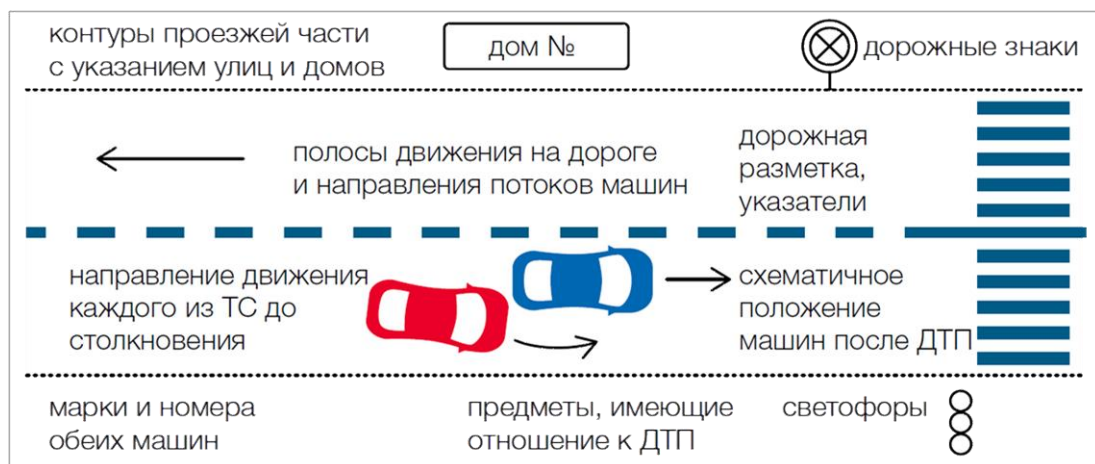 контуры проезжей части
с указанием улиц и домов
дом №
дорожные знаки
полосы движения на дороге
и направления потоков машин
дорожная
разметка,
указатели
направление движения
каждого из ТС до
столкновения
схематичное
положение
машин после ДТП
марки и номера
обеих машин
предметы, имеющие
отношение к ДТП
светофоры